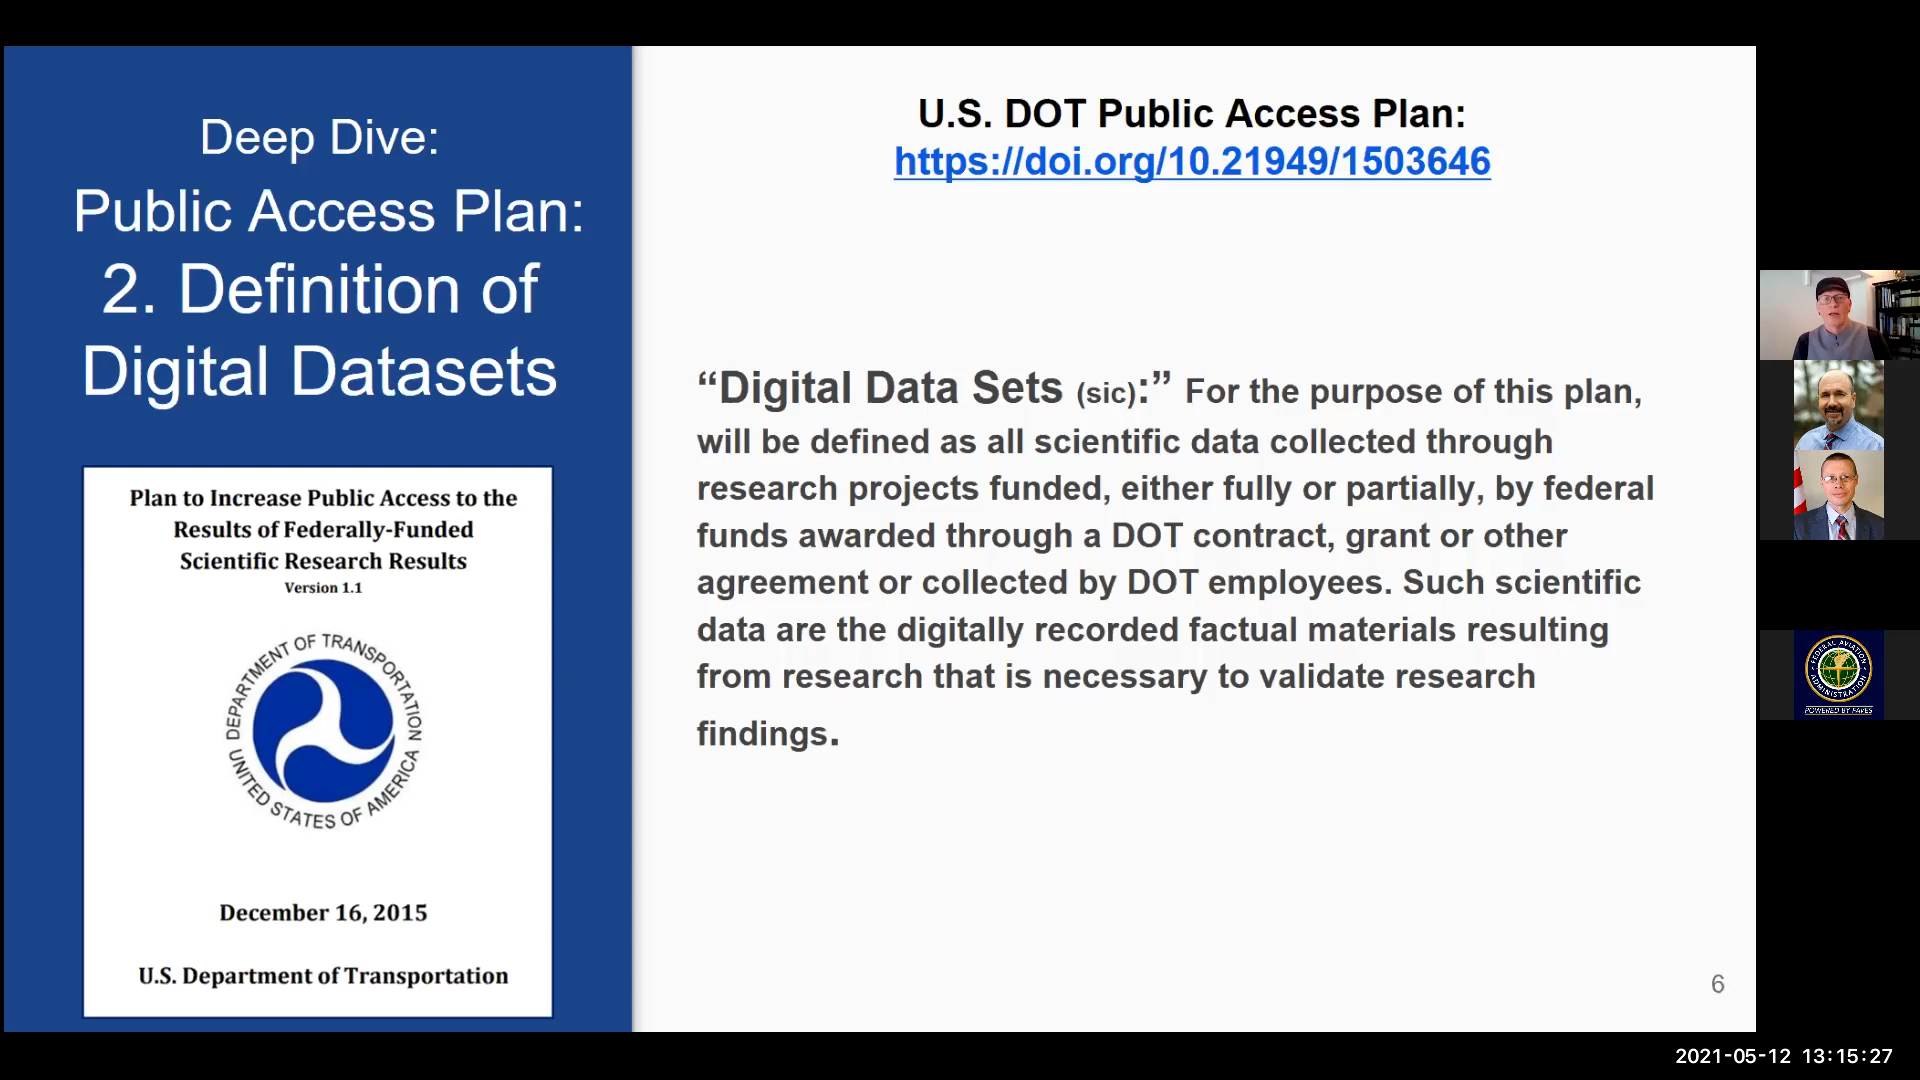 Deep Dive:
Public Access Plan:
2. Definition of
Digital Datasets
Plan to Increase Public Access to the
Results of Federally-Funded
Scientific Research Results
Version 1.1
DEPARTMENT OF TRANSPORTATION
UNITED STATES OF AMERICA
December 16, 2015
U.S. Department of Transportation
U.S. DOT Public Access Plan:
https://doi.org/10.21949/1503646
“Digital Data Sets (sic):” For the purpose of this plan,
will be defined as all scientific data collected through
research projects funded, either fully or partially, by federal
funds awarded through a DOT contract, grant or other
agreement or collected by DOT employees. Such scientific
data are the digitally recorded factual materials resulting
from research that is necessary to validate research
findings.
6
FEDERAL AVIATION
ADMINISTRATION
POWERED BY PAVES
2021-05-12 13:15:27